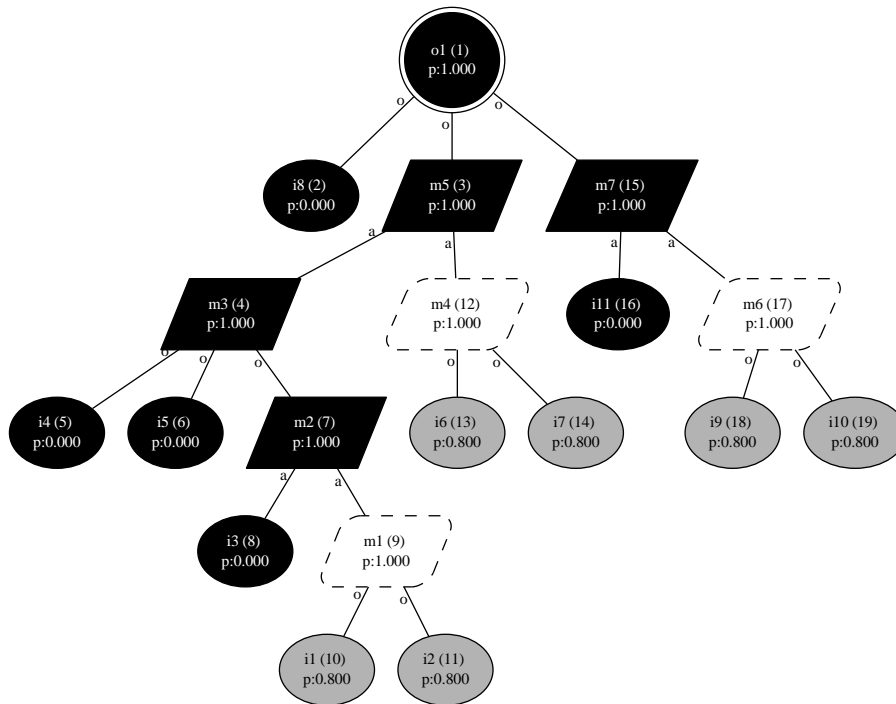 o1 (1)
p:1.000
o
o
o
i8 (2)
p:0.000
m5 (3)
p:1.000
m7 (15)
p:1.000
a
a
a
a
m3 (4)
p:1.000
m4 (12)
p:1.000
i11 (16)
p:0.000
m6 (17)
p:1.000
o
o
o
o
o
o
o
i4 (5)
p:0.000
i5 (6)
p:0.000
m2 (7)
p:1.000
i6 (13)
p:0.800
i7 (14)
p:0.800
i9 (18)
p:0.800
i10 (19)
p:0.800
a
a
i3 (8)
p:0.000
m1 (9)
p:1.000
o
o
i1 (10)
p:0.800
i2 (11)
p:0.800